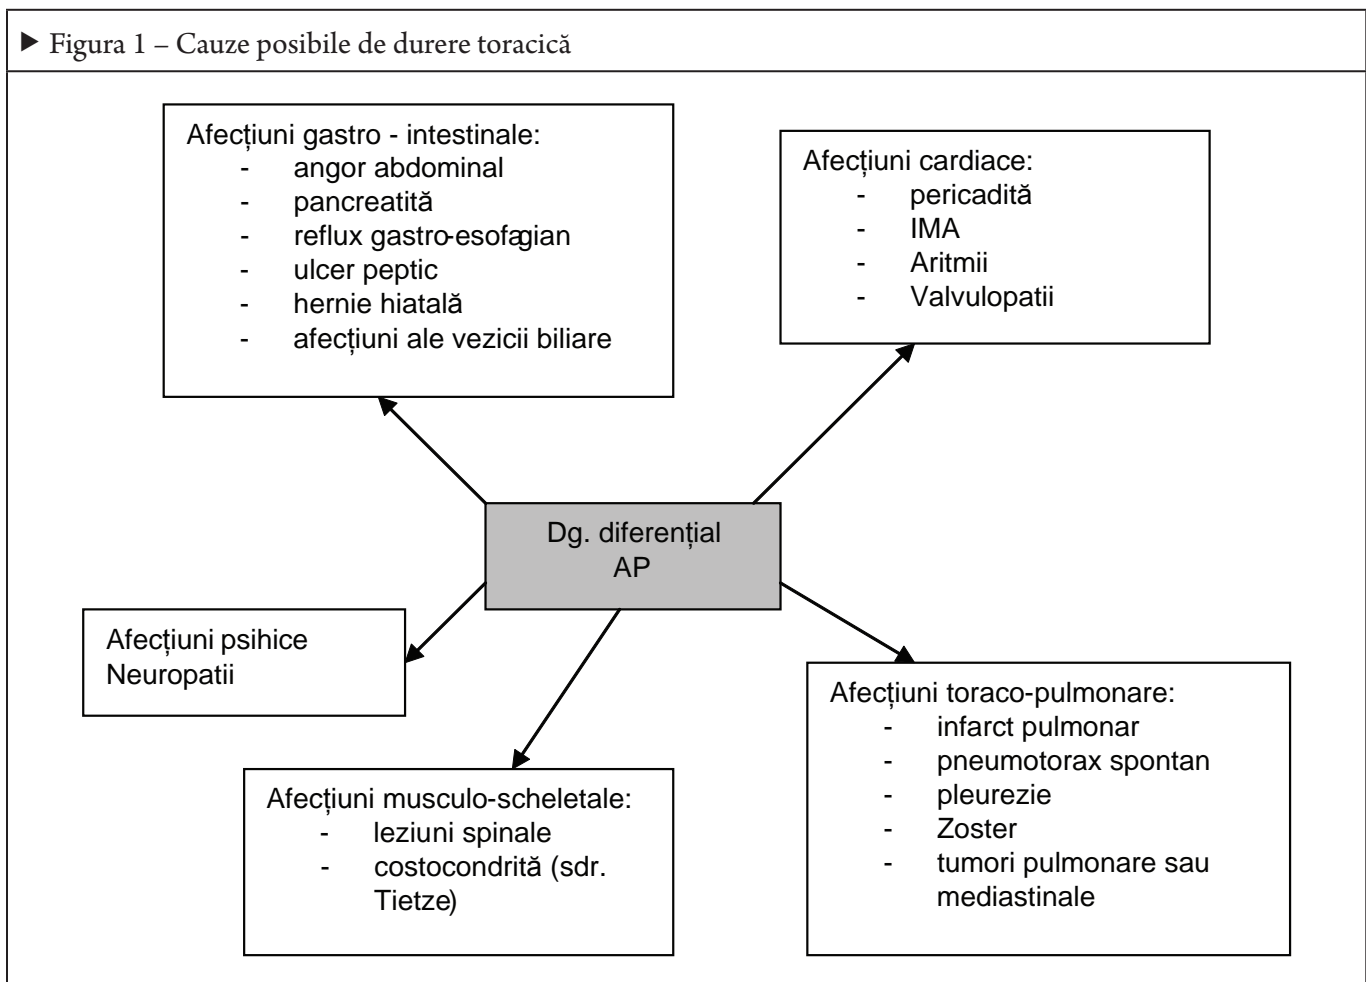 ▶ Figura 1 – Cauze posibile de durere toracică
Afecțiuni gastro - intestinale:
- angor abdominal
- pancreatită
- reflux gastro-esofagian
- ulcer peptic
- hernie hiatală
- afecțiuni ale vezicii biliare
Afecțiuni cardiace:
- pericadită
- IMA
- Aritmii
- Valvulopatii
Dg. diferențial
AP
Afecțiuni psihice
Neuropatii
Afecțiuni musculo-scheletale:
- leziuni spinale
- costocondrită (sdr.
Tietze)
Afecțiuni toraco-pulmonare:
- infarct pulmonar
- pneumotorax spontan
- pleurezie
- Zoster
- tumori pulmonare sau
mediastinale